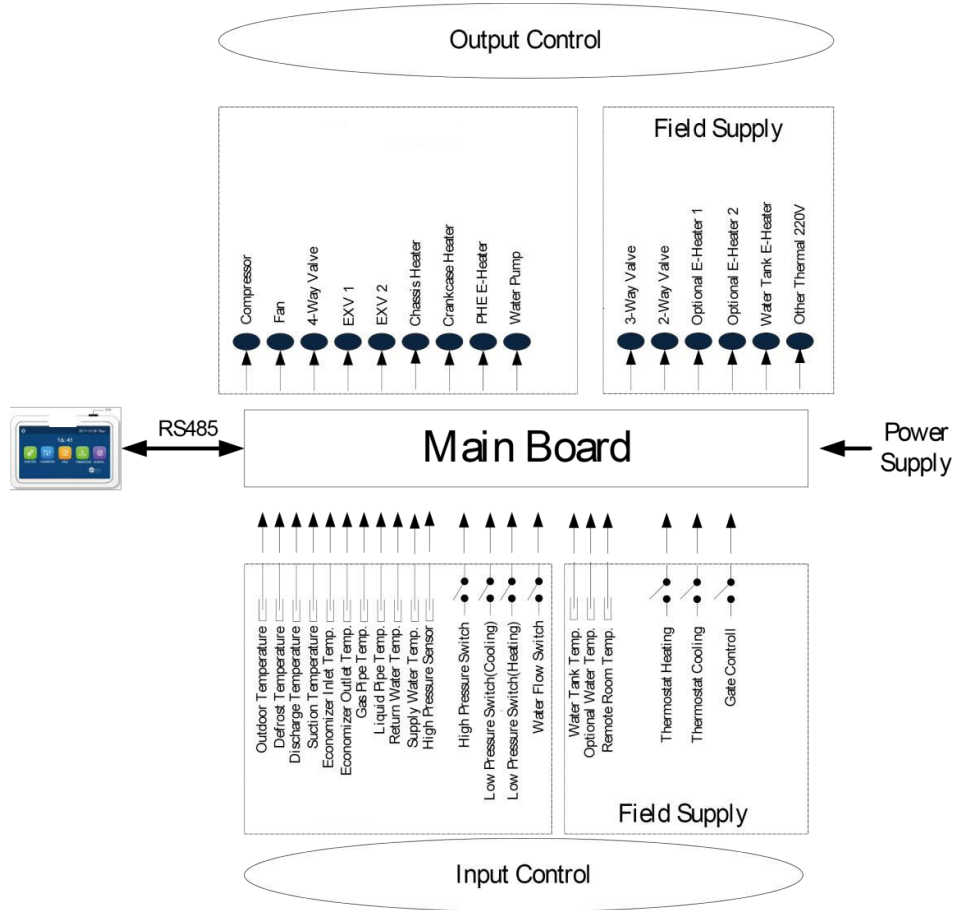 Output Control
Field Supply
Compressor
Fan
4-Way Valve
EXV 1
EXV 2
Chassis Heater
Crankcase Heater
PHE E-Heater
Water Pump
3-Way Valve
2-Way Valve
Optional E-Heater 1
Optional E-Heater 2
Water Tank E-Heater
Other Thermal 220V
16:41
RS485
Main Board
Power
Supply
Outdoor Temperature
Defrost Temperature
Discharge Temperature
Suction Temperature
Economizer Inlet Temp.
Economizer Outlet Temp.
Gas Pipe Temp.
Liquid Pipe Temp.
Return Water Temp.
Supply Water Temp.
High Pressure Sensor
High Pressure Switch
Low Pressure Switch(Cooling)
Low Pressure Switch(Heating)
Water Flow Switch
Water Tank Temp.
Optional Water Temp.
Remote Room Temp.
Thermostat Heating
Thermostat Cooling
Gate Controll
Field Supply
Input Control